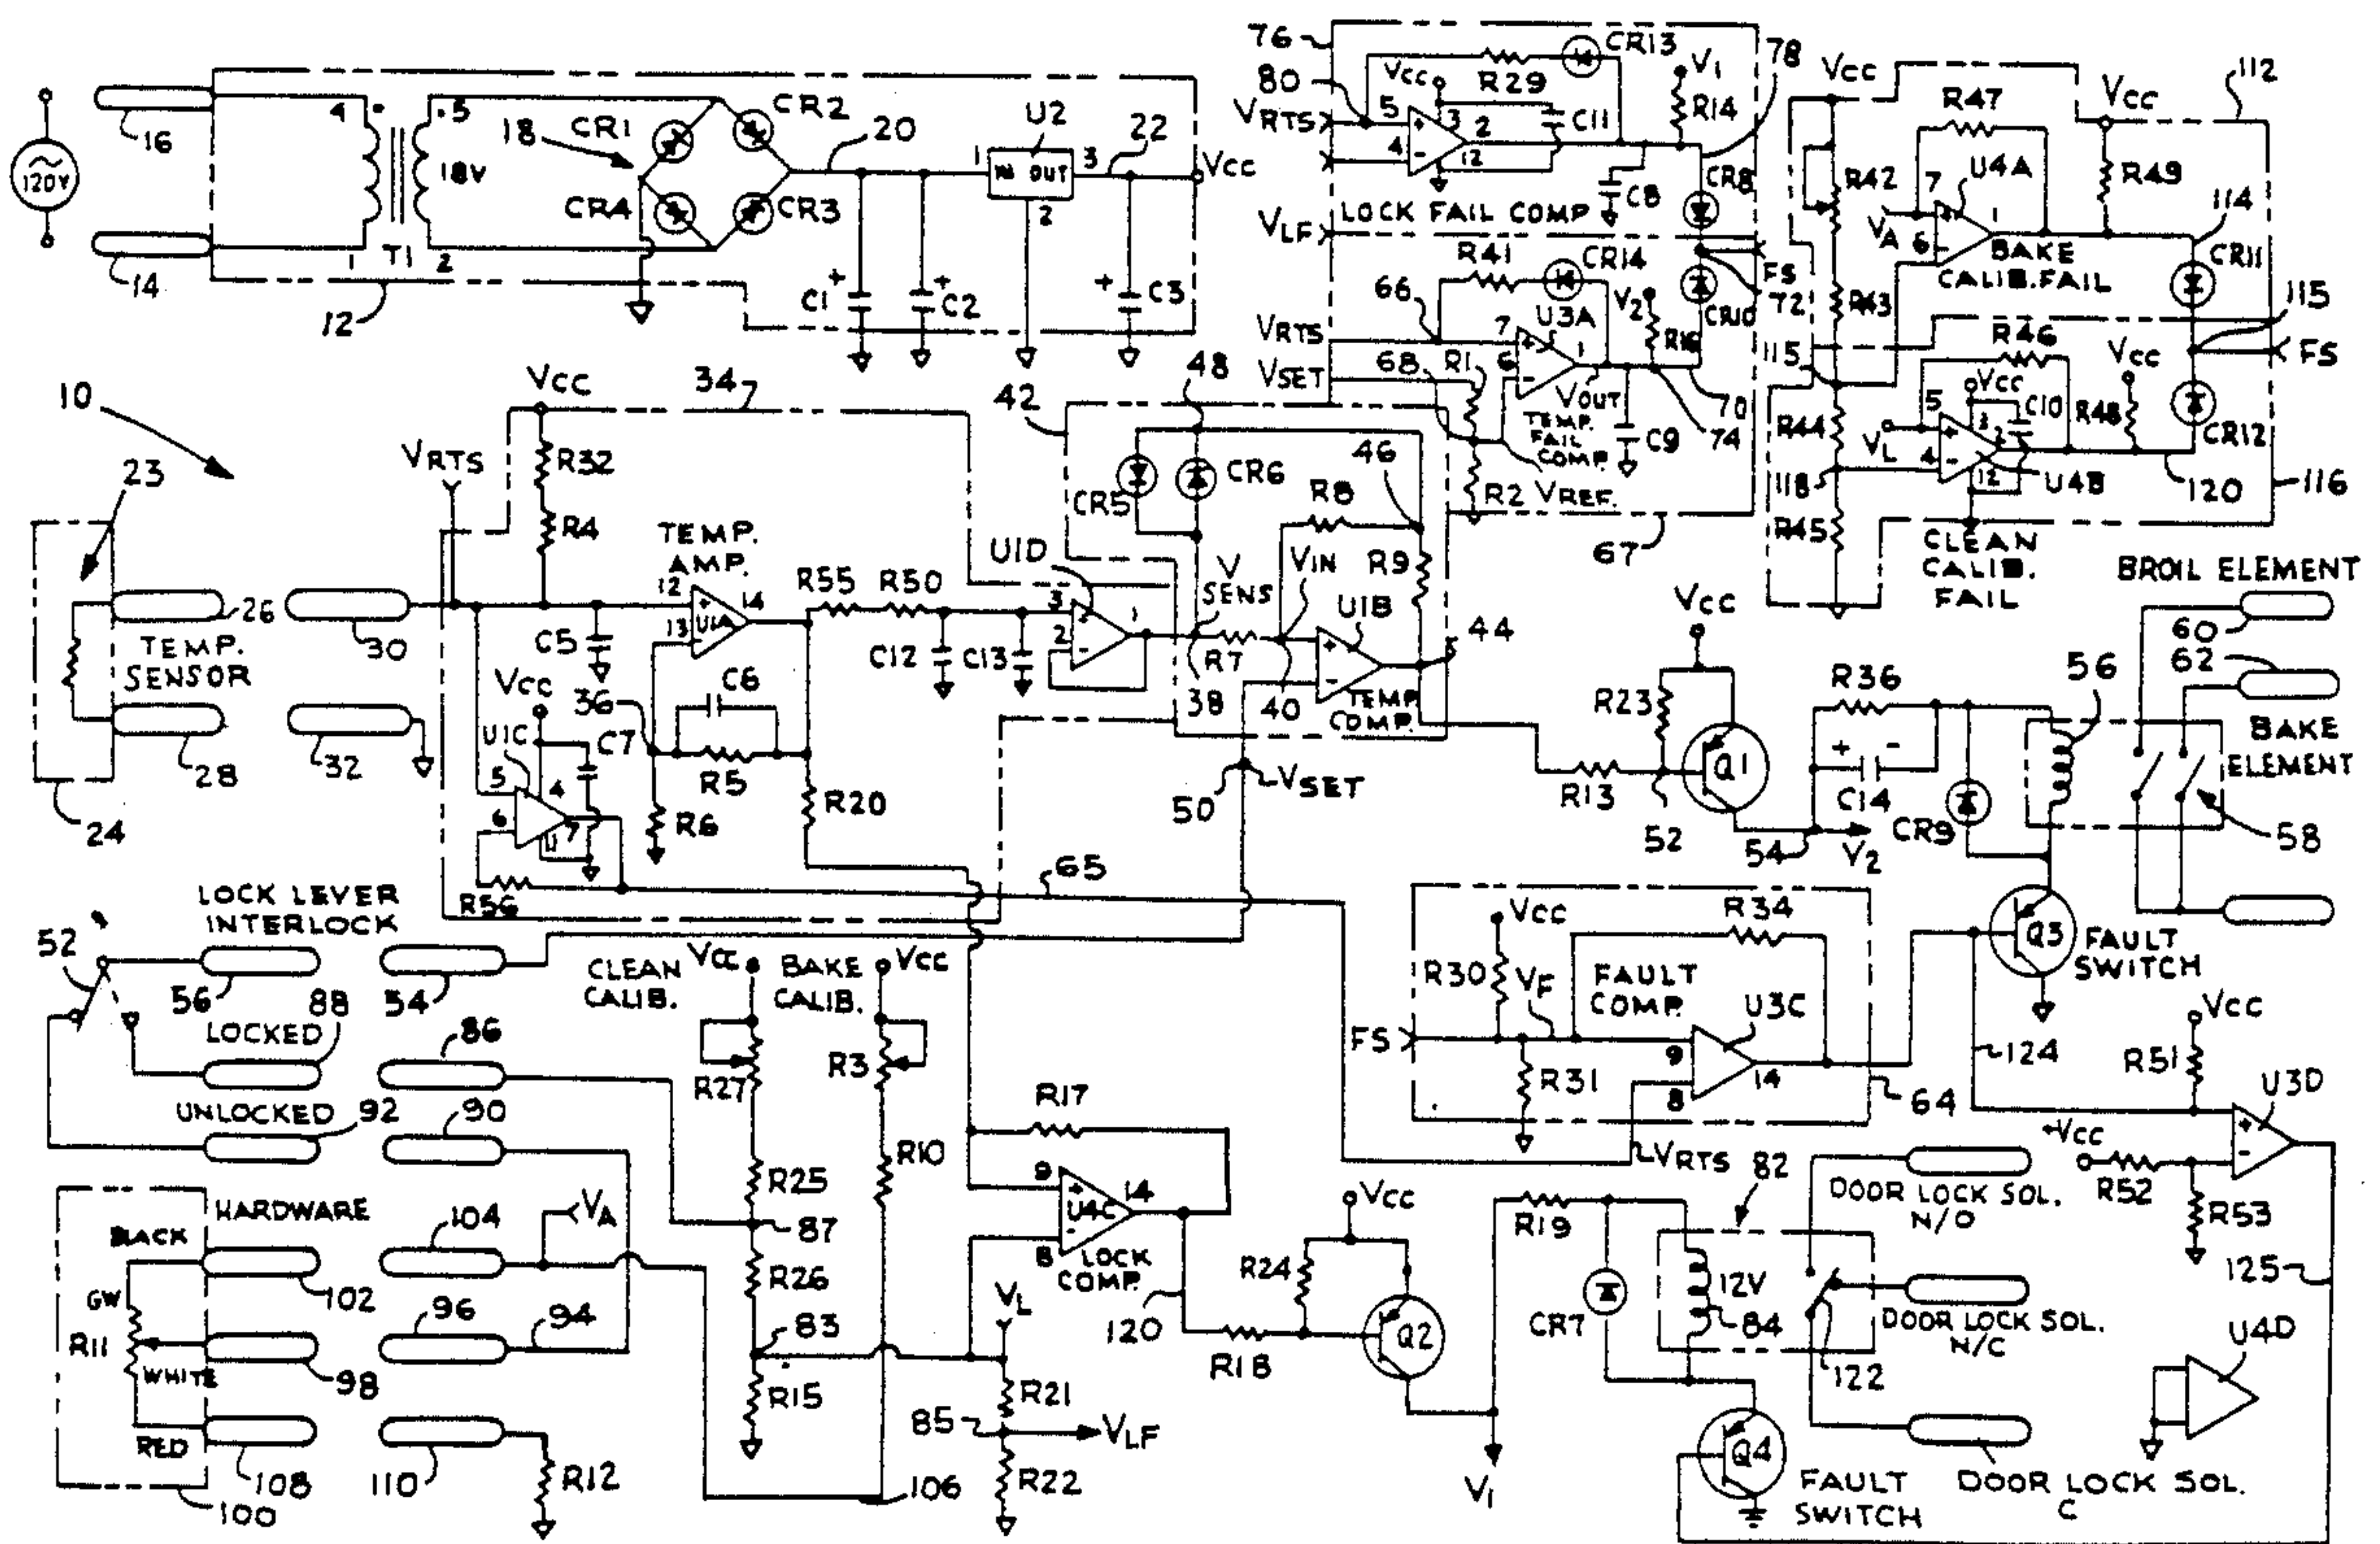 120V
16
14
12
4
1
T1
5
18V
2
18
CR1
CR2
CR4
CR3
20
C1
+
C2
+
1
U2
IN OUT
3
2
22
VCC
+
C3
76
80
VRTS
VLF
5
+
4
-
VCC
3
2
12
R29
CR13
C11
V1
R14
78
C8
CR8
LOCK FAIL COMP
FS
72
66
VRTS
VSET
68
R41
CR14
U3A
7
+
6
-
1
V2
R16
CR10
VOUT
TEMP.
FAIL
COMP.
C9
70
74
R1
R2
VREF.
67
VCC
112
VCC
R47
R42
U4A
7
+
VA
6
-
1
R49
BAKE
CALIB. FAIL
114
CR11
R43
115
115
R46
FS
VCC
VCC
5
+
VL
4
-
3
2
12
C10
R48
CR12
R44
118
U4B
120
116
R45
CLEAN
CALIB.
FAIL
10
23
24
26
TEMP.
SENSOR
28
30
32
VRTS
VCC
34
R32
R4
C5
TEMP.
AMP.
12
+
14
U1A
13
-
C6
36
R5
R6
VCC
U1C
C7
5
4
6
7
11
R56
R55
R50
C12
C13
R20
U1D
3
+
2
-
1
42
48
CR5
CR6
V
SENS
VIN
R8
46
R9
R7
38
40
U1B
+
-
TEMP.
COMP.
44
50
VSET
65
VCC
R23
R13
52
Q1
54
V2
R36
+
-
C14
CR9
56
BROIL ELEMENT
60
62
BAKE
ELEMENT
58
Q3
FAULT
SWITCH
LOCK LEVER
INTERLOCK
52
56
54
LOCKED
88
86
UNLOCKED
92
90
HARDWARE
BLACK
GW
R11
WHITE
RED
102
104
VA
96
94
98
108
110
100
R12
CLEAN
CALIB.
VCC
BAKE
CALIB.
VCC
R27
R3
R25
R10
87
R26
83
R15
106
R17
9
+
14
U4C
8
LOCK
COMP.
VL
R21
85
VLF
R22
120
R18
VCC
R24
Q2
V1
VCC
R30
VF
FS
R31
R34
FAULT
COMP.
U3C
9
8
14
64
VRTS
124
VCC
R51
U3D
+
-
+VCC
R52
R53
125
82
R19
CR7
12V
84
122
DOOR LOCK SOL.
N/O
DOOR LOCK SOL.
N/C
DOOR LOCK SOL.
C
Q4
FAULT
SWITCH
U4D